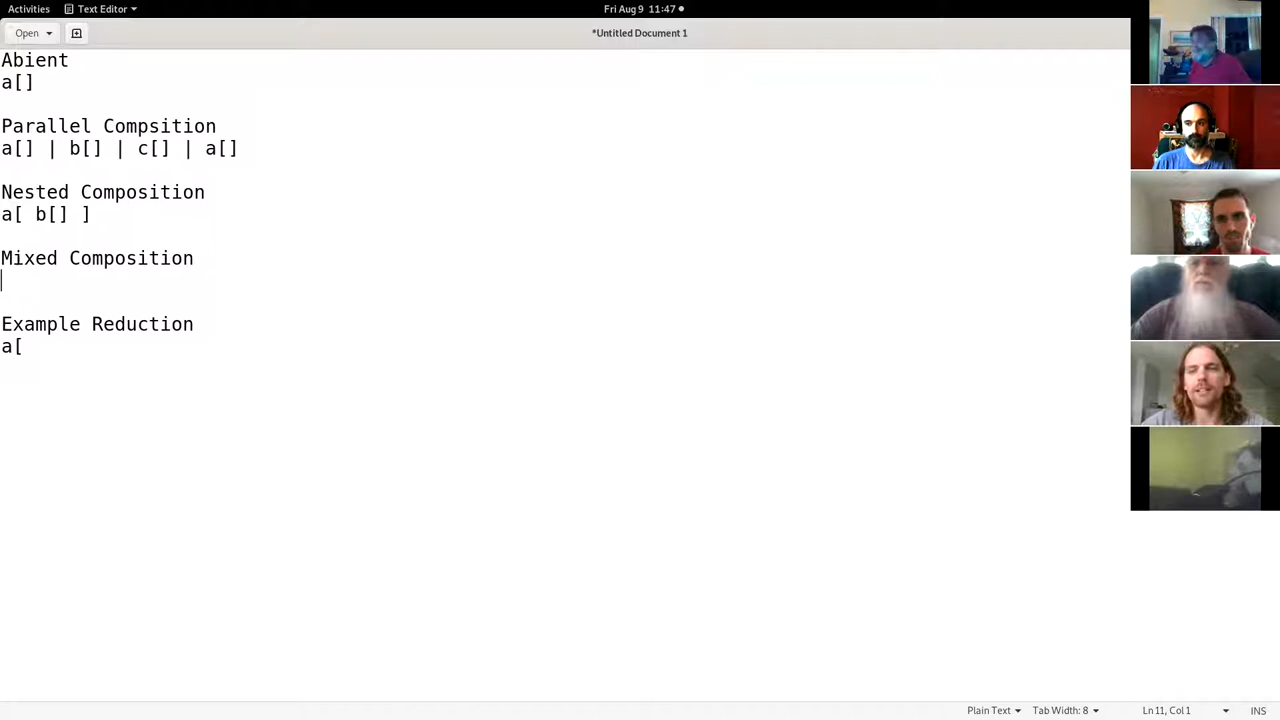 Activities Text Editor Fri Aug 9 11:47
Open *Untitled Document 1
Abient
a[]
Parallel Compsition
a[] | b[] | c[] | a[]
Nested Composition
a[ b[] ]
Mixed Composition
Example Reduction
a[
Plain Text Tab Width: 8 Ln 11, Col 1 INS